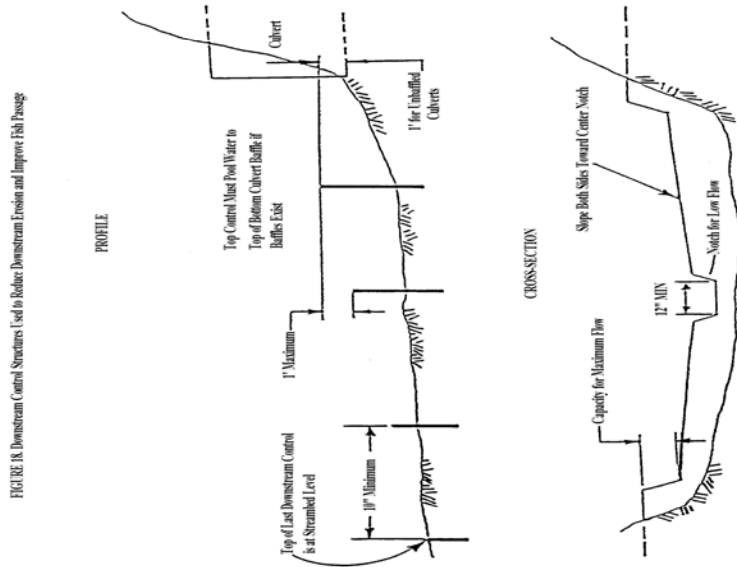 FIGURE 18. Downstream Control Structures Used to Reduce Downstream Erosion and Improve Fish Passage
PROFILE
Culvert
Top Control Must Pool Water to
Top of Bottom Culvert Baffle if
Baffles Exist
1' for Unbaffled
Culverts
1' Maximum
10" Minimum
Top of Last Downstream Control
is at Streambed Level
CROSS-SECTION
Slope Both Sides Toward Center Notch
Notch for Low Flow
12" MIN
Capacity for Maximum Flow